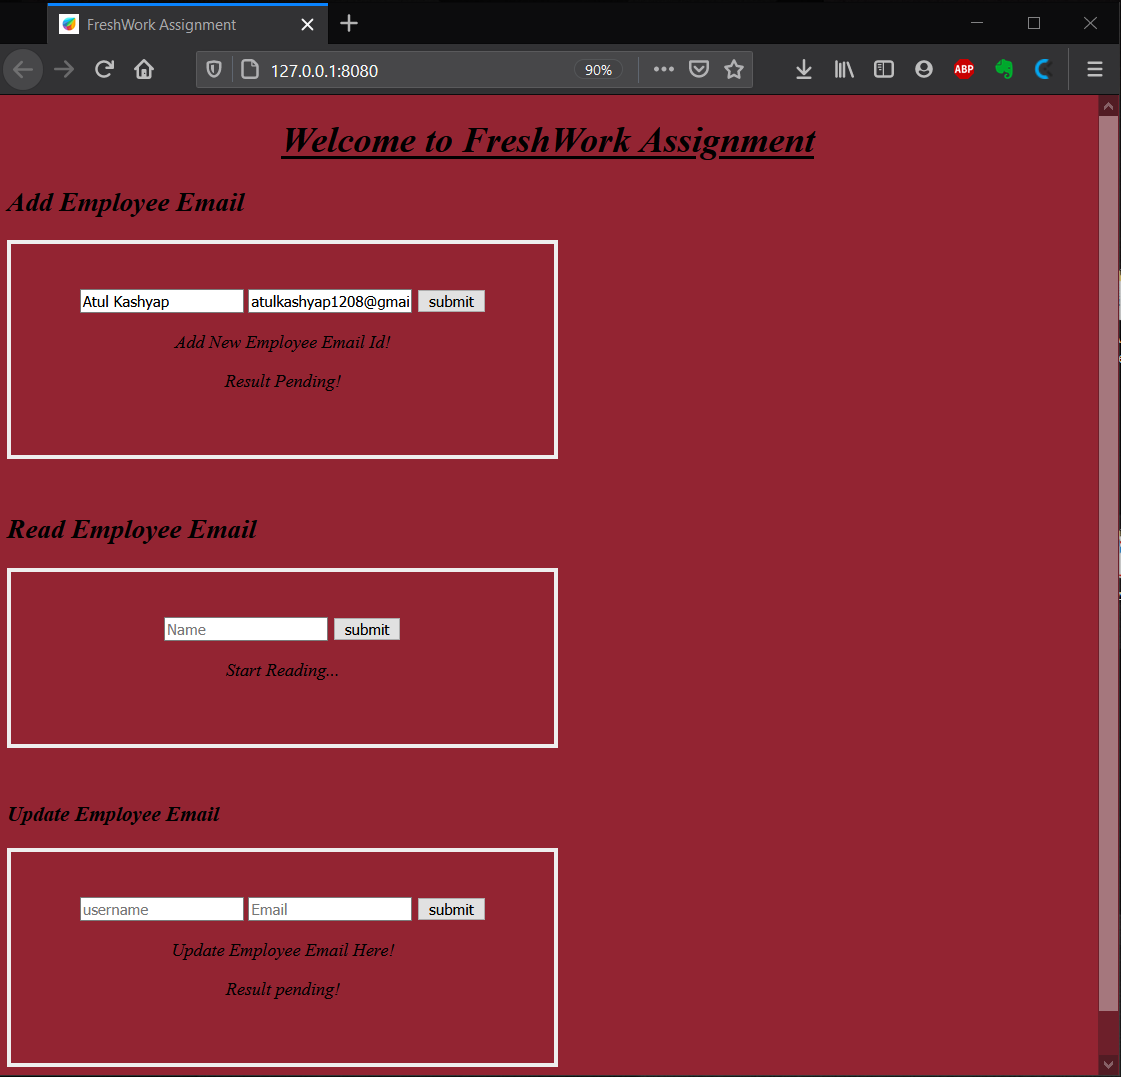 FreshWork Assignment
127.0.0.1:8080 90% ABP
Welcome to FreshWork Assignment
Add Employee Email
Atul Kashyap atulkashyap1208@gmai submit
Add New Employee Email Id!
Result Pending!
Read Employee Email
Name submit
Start Reading...
Update Employee Email
username Email submit
Update Employee Email Here!
Result pending!